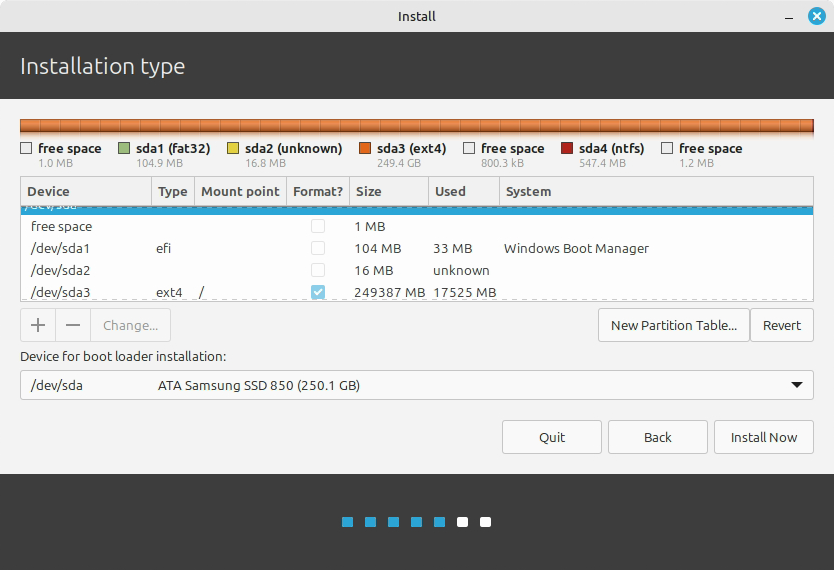 Install
Installation type
free space sda1 (fat32) sda2 (unknown) sda3 (ext4) free space sda4 (ntfs) free space
1.0 MB 104.9 MB 16.8 MB 249.4 GB 800.3 kB 547.4 MB 1.2 MB
Device Type Mount point Format? Size Used System
/dev/sda
free space 1 MB
/dev/sda1 efi 104 MB 33 MB Windows Boot Manager
/dev/sda2 16 MB unknown
/dev/sda3 ext4 / 249387 MB 17525 MB
+ − Change... New Partition Table... Revert
Device for boot loader installation:
/dev/sda ATA Samsung SSD 850 (250.1 GB)
Quit Back Install Now